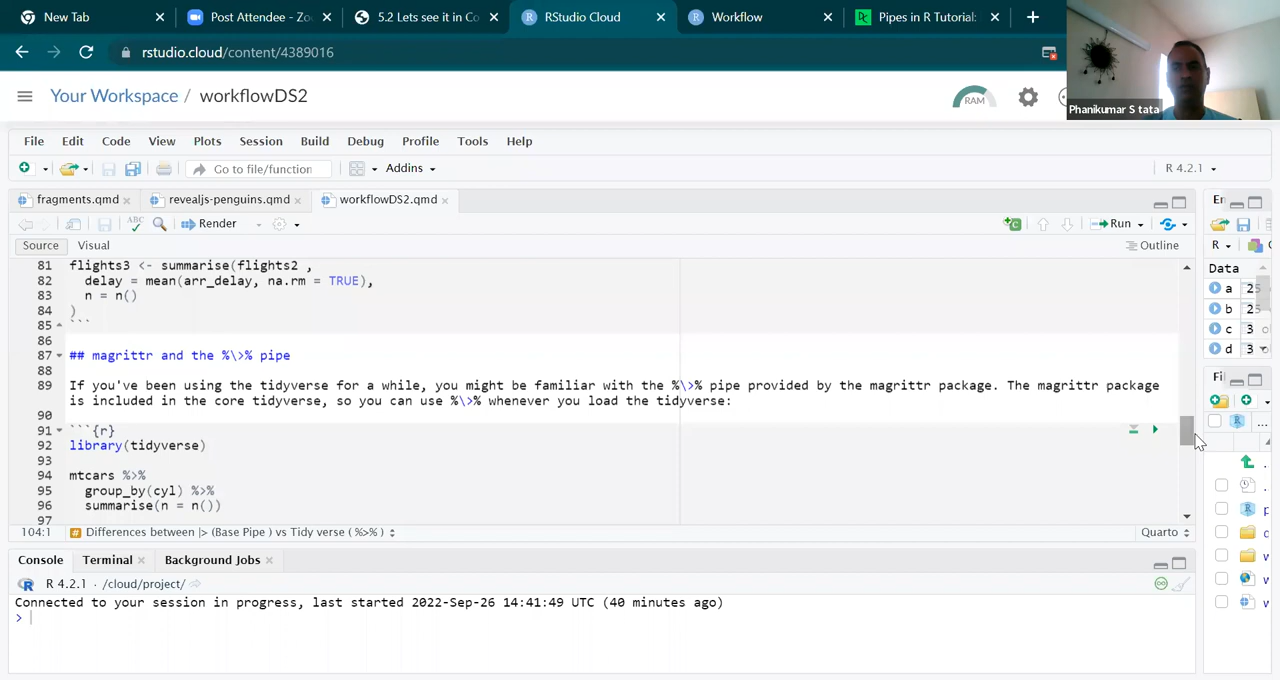 New Tab
Post Attendee - Zo
5.2 Lets see it in Co
RStudio Cloud
Workflow
Pipes in R Tutorial:
rstudio.cloud/content/4389016
Your Workspace / workflowDS2
RAM
Phanikumar S tata
File Edit Code View Plots Session Build Debug Profile Tools Help
Go to file/function
Addins
R 4.2.1
fragments.qmd
revealjs-penguins.qmd
workflowDS2.qmd
En
ABC
Render
Run
Source Visual
Outline
R
Data
a 25
b 25
c 3 o
d 3
81 flights3 <- summarise(flights2 ,
82 delay = mean(arr_delay, na.rm = TRUE),
83 n = n()
84 )
85 ```
86
87 ## magrittr and the %\>% pipe
88
89 If you've been using the tidyverse for a while, you might be familiar with the %\>% pipe provided by the magrittr package. The magrittr package
is included in the core tidyverse, so you can use %\>% whenever you load the tidyverse:
90
91 ```{r}
92 library(tidyverse)
93
94 mtcars %>%
95 group_by(cyl) %>%
96 summarise(n = n())
97
Fi
...
104:1 Differences between |> (Base Pipe ) vs Tidy verse ( %>% )
Quarto
Console Terminal Background Jobs
R 4.2.1 · /cloud/project/
Connected to your session in progress, last started 2022-Sep-26 14:41:49 UTC (40 minutes ago)
>